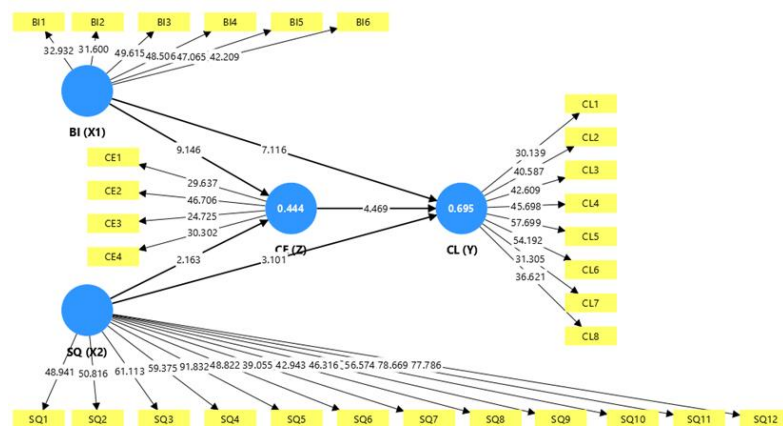 BI1 BI2 BI3 BI4 BI5 BI6
32.932 31.600 49.615 48.506 47.065 42.209
BI (X1)
9.146
7.116
CE1
CE2
CE3
CE4
29.637
46.706
24.725
30.302
0.444
CE (Z)
4.469
0.695
CL (Y)
2.163
3.101
CL1
CL2
CL3
CL4
CL5
CL6
CL7
CL8
30.139
40.587
42.609
45.698
57.699
54.192
31.305
36.621
SQ (X2)
48.941 50.816 61.113 59.375 91.832 48.822 39.055 42.943 46.316 56.574 78.669 77.786
SQ1 SQ2 SQ3 SQ4 SQ5 SQ6 SQ7 SQ8 SQ9 SQ10 SQ11 SQ12